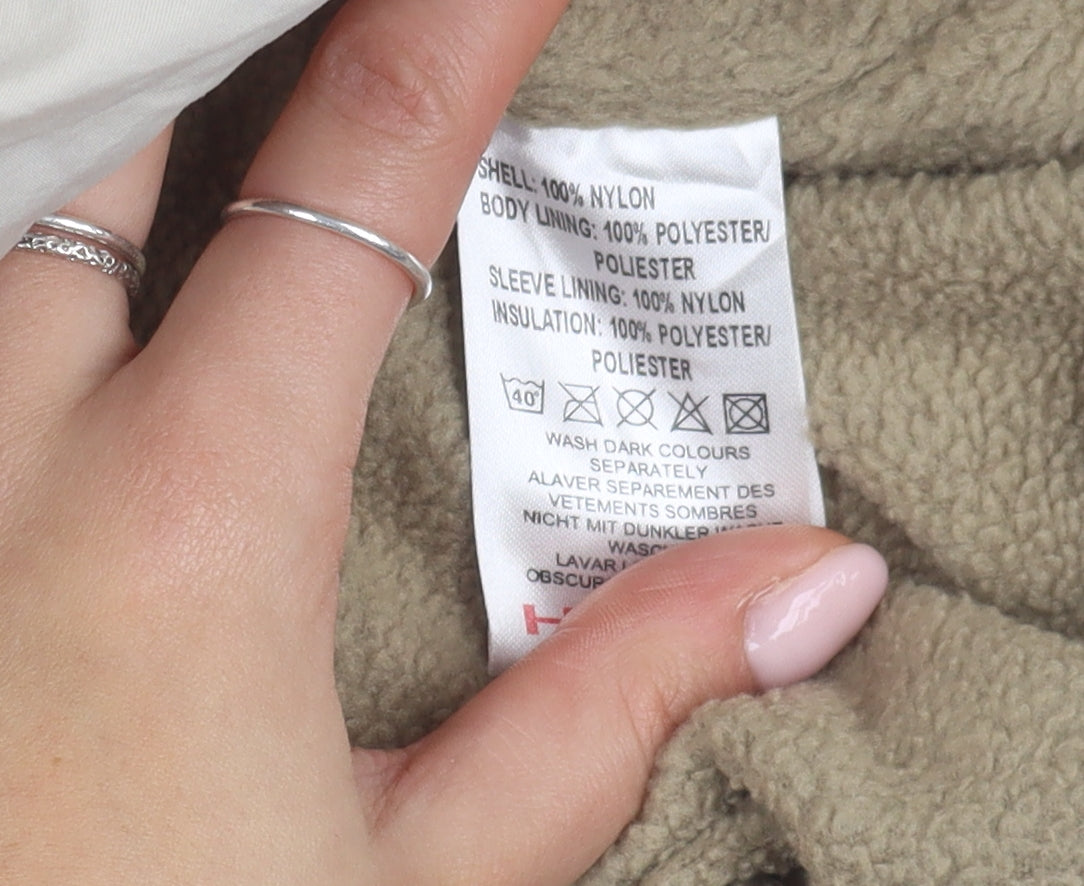 SHELL: 100% NYLON
BODY LINING: 100% POLYESTER/
POLIESTER
SLEEVE LINING: 100% NYLON
INSULATION: 100% POLYESTER/
POLIESTER
40°
WASH DARK COLOURS
SEPARATELY
ALAVER SEPAREMENT DES
VETEMENTS SOMBRES
NICHT MIT DUNKLER
LAVAR